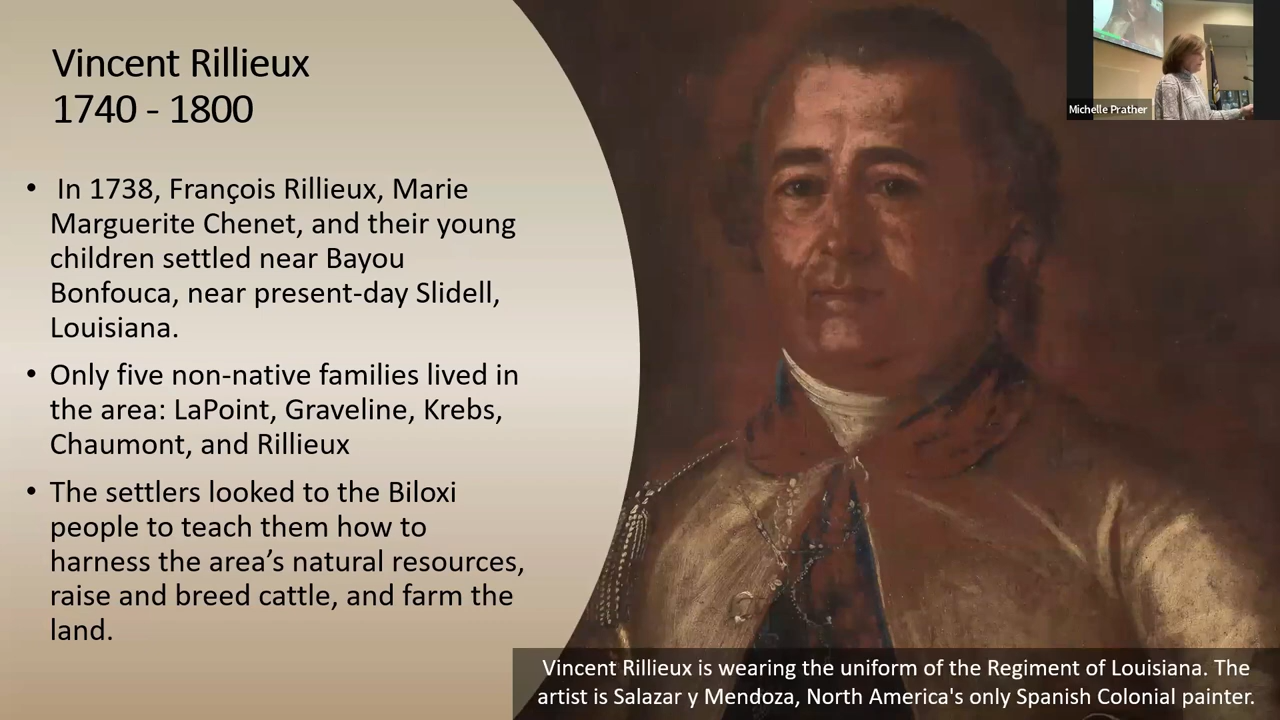 Vincent Rillieux
1740 - 1800
• In 1738, François Rillieux, Marie
Marguerite Chenet, and their young
children settled near Bayou
Bonfouca, near present-day Slidell,
Louisiana.
• Only five non-native families lived in
the area: LaPoint, Graveline, Krebs,
Chaumont, and Rillieux
• The settlers looked to the Biloxi
people to teach them how to
harness the area’s natural resources,
raise and breed cattle, and farm the
land.
Michelle Prather
Vincent Rillieux is wearing the uniform of the Regiment of Louisiana. The
artist is Salazar y Mendoza, North America's only Spanish Colonial painter.